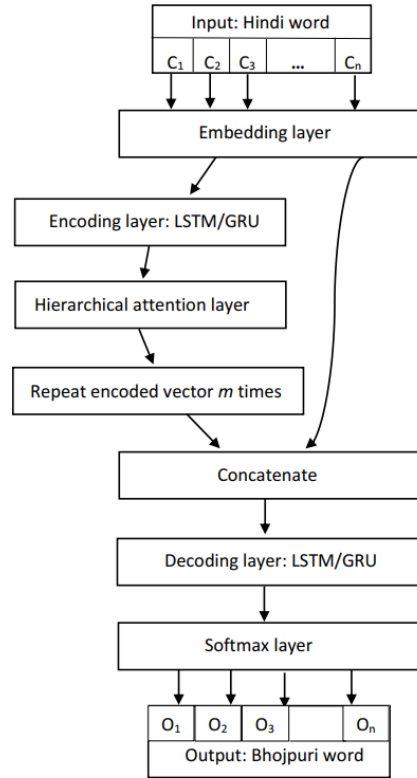 Input: Hindi word
C1 C2 C3 ... Cn
Embedding layer
Encoding layer: LSTM/GRU
Hierarchical attention layer
Repeat encoded vector m times
Concatenate
Decoding layer: LSTM/GRU
Softmax layer
O1 O2 O3 On
Output: Bhojpuri word